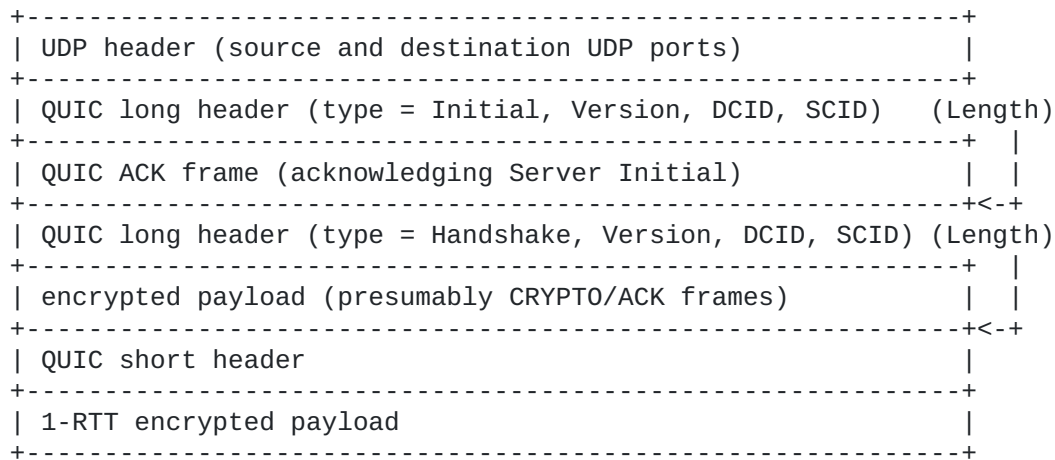 +------------------------------------------------------------+
| UDP header (source and destination UDP ports)              |
+------------------------------------------------------------+
| QUIC long header (type = Initial, Version, DCID, SCID)   (Length)
+------------------------------------------------------------+  |
| QUIC ACK frame (acknowledging Server Initial)              |  |
+------------------------------------------------------------+<-+
| QUIC long header (type = Handshake, Version, DCID, SCID) (Length)
+------------------------------------------------------------+  |
| encrypted payload (presumably CRYPTO/ACK frames)           |  |
+------------------------------------------------------------+<-+
| QUIC short header                                          |
+------------------------------------------------------------+
| 1-RTT encrypted payload                                    |
+------------------------------------------------------------+